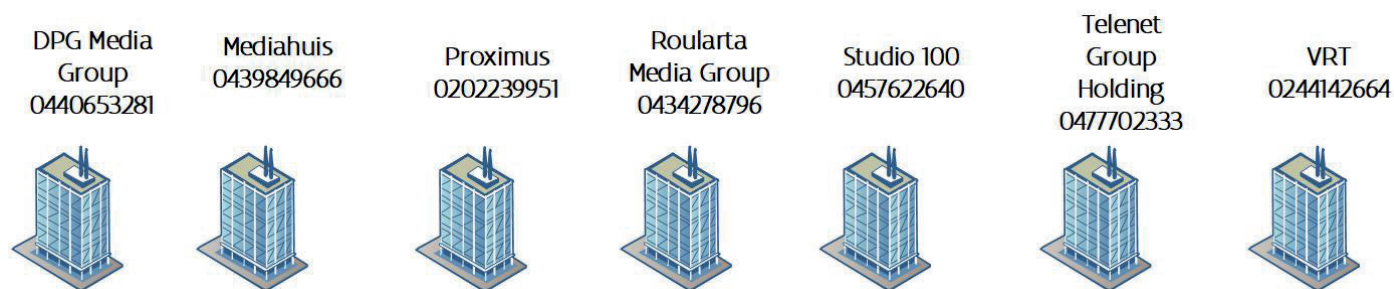 DPG Media
Group
0440653281
Mediahuis
0439849666
Proximus
0202239951
Roularta
Media Group
0434278796
Studio 100
0457622640
Telenet
Group
Holding
0477702333
VRT
0244142664